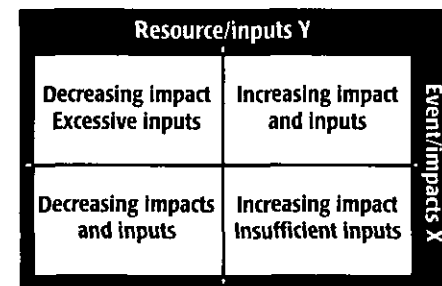 Resource/inputs Y
Decreasing impact
Excessive inputs
Increasing impact
and inputs
Event/impacts X
Decreasing impacts
and inputs
Increasing impact
Insufficient inputs